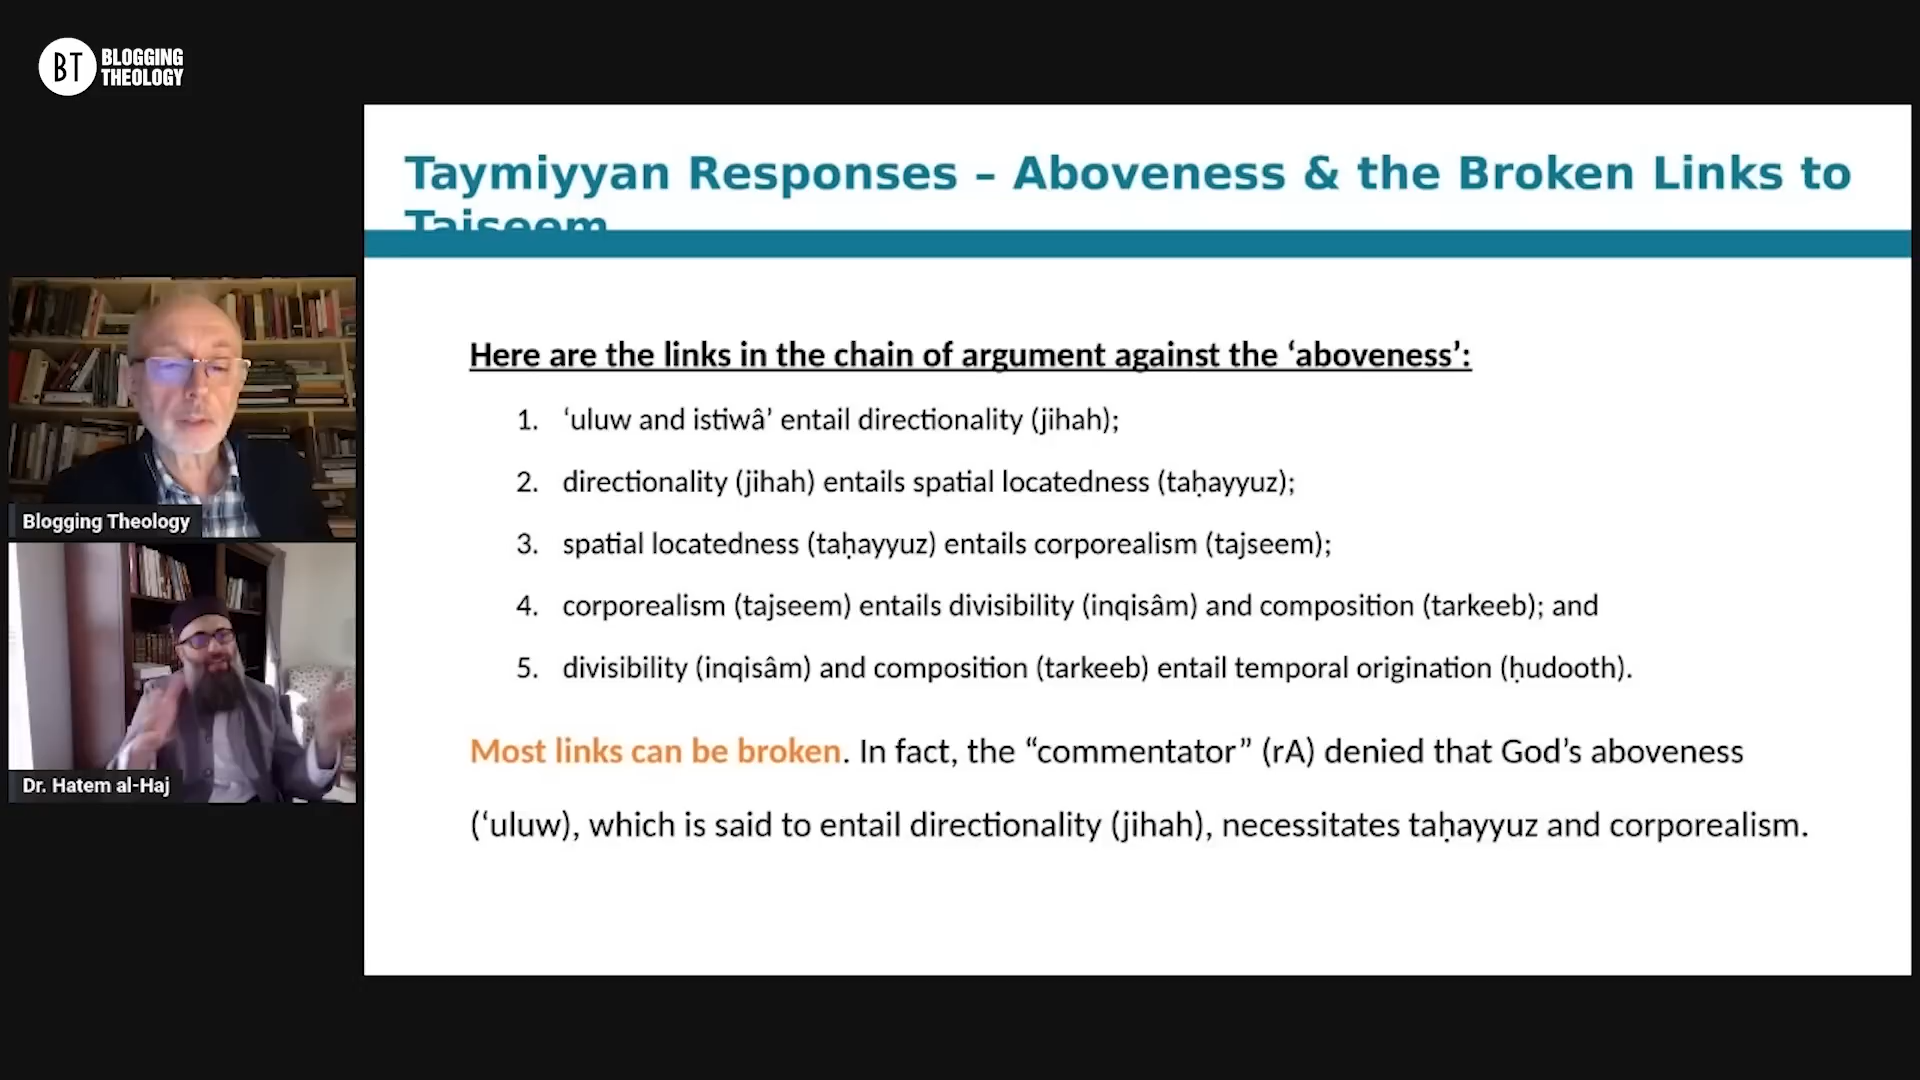 BT BLOGGING
THEOLOGY
Taymiyyan Responses – Aboveness & the Broken Links to
Tajseem
Here are the links in the chain of argument against the ‘aboveness’:
1. ‘uluw and istiwâ’ entail directionality (jihah);
2. directionality (jihah) entails spatial locatedness (taḥayyuz);
3. spatial locatedness (taḥayyuz) entails corporealism (tajseem);
4. corporealism (tajseem) entails divisibility (inqisâm) and composition (tarkeeb); and
5. divisibility (inqisâm) and composition (tarkeeb) entail temporal origination (ḥudooth).
Most links can be broken. In fact, the “commentator” (rA) denied that God’s aboveness
(‘uluw), which is said to entail directionality (jihah), necessitates taḥayyuz and corporealism.
Blogging Theology
Dr. Hatem al-Haj